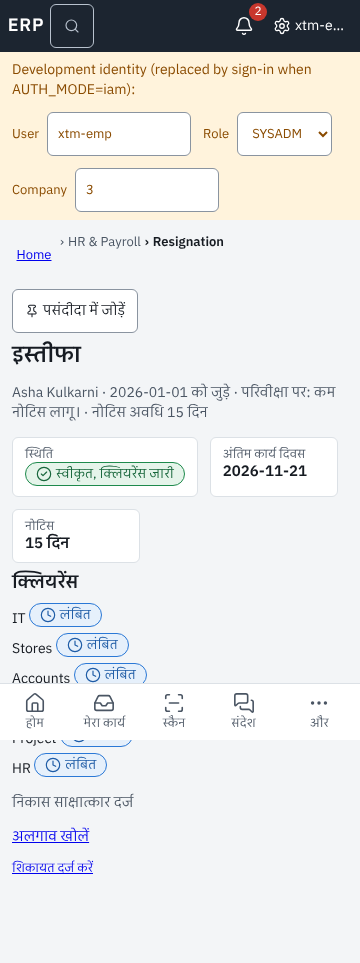 ERP
2
xtm-e...
Development identity (replaced by sign-in when
AUTH_MODE=iam):
User xtm-emp Role SYSADM
Company 3
Home › HR & Payroll › Resignation
पसंदीदा में जोड़ें
इस्तीफा
Asha Kulkarni · 2026-01-01 को जुड़े · परिवीक्षा पर: कम
नोटिस लागू। · नोटिस अवधि 15 दिन
स्थिति
स्वीकृत, क्लियरेंस जारी
अंतिम कार्य दिवस
2026-11-21
नोटिस
15 दिन
क्लियरेंस
IT लंबित
Stores लंबित
Accounts लंबित
होम
मेरा कार्य
स्कैन
संदेश
और
Project
HR लंबित
निकास साक्षात्कार दर्ज
अलगाव खोलें
शिकायत दर्ज करें